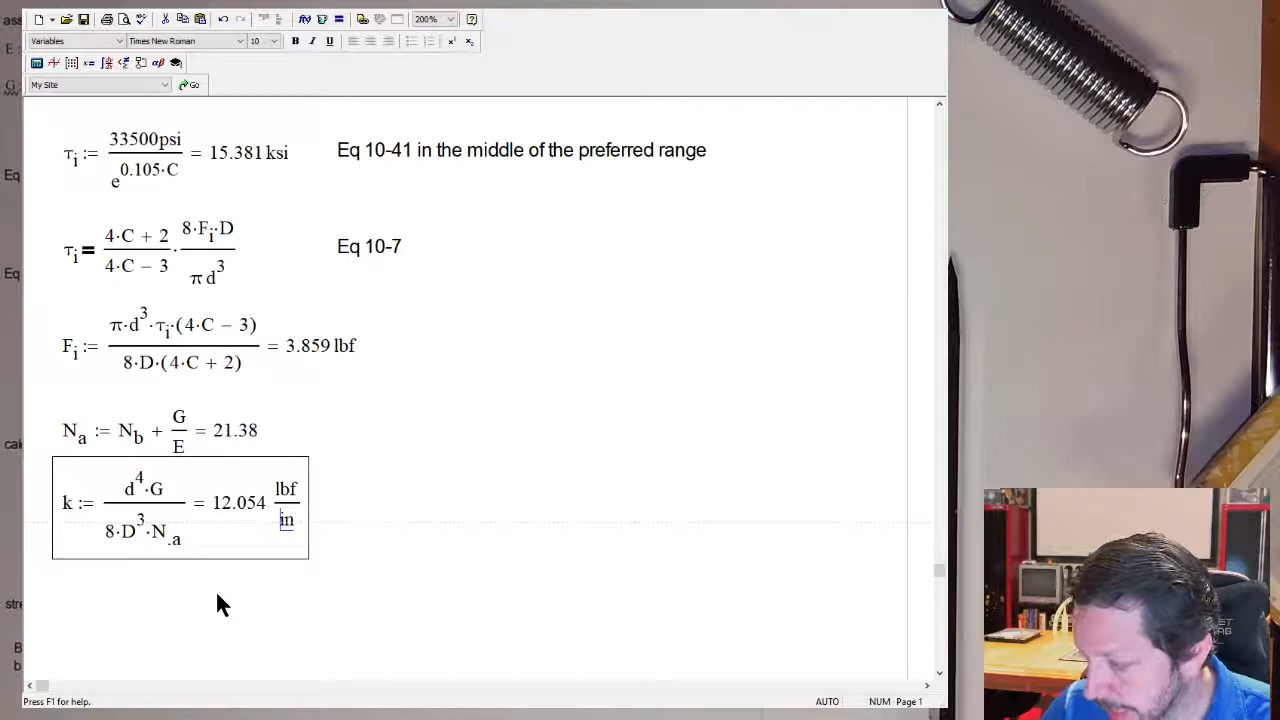 200%
Variables
Times New Roman
10
B I U
My Site
Go
τi := 33500psi / e^0.105·C = 15.381 ksi
Eq 10-41 in the middle of the preferred range
τi = 4·C + 2 / 4·C − 3 · 8·Fi·D / π d^3
Eq 10-7
Fi := π·d^3·τi·(4·C − 3) / 8·D·(4·C + 2) = 3.859 lbf
Na := Nb + G / E = 21.38
k := d^4·G / 8·D^3·N.a = 12.054 lbf / in
Press F1 for help.
AUTO
NUM
Page 1